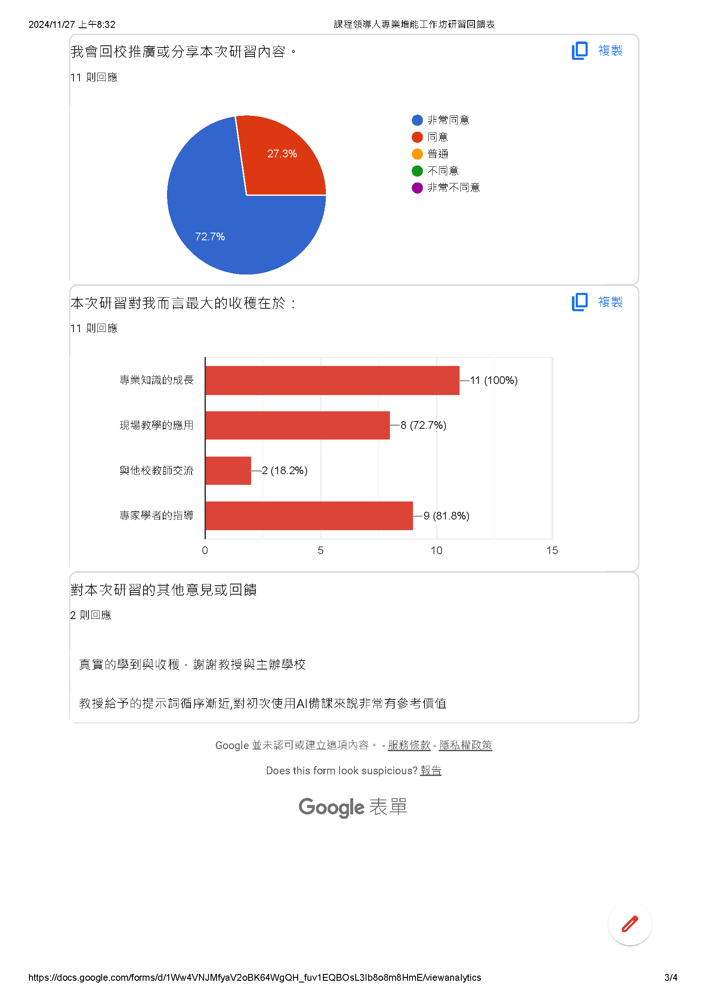 2024/11/27 上午8:32
課程領導人專業增能工作坊研習回饋表
我會回校推廣或分享本次研習內容。
複製
11 則回應
27.3%
72.7%
非常同意
同意
普通
不同意
非常不同意
本次研習對我而言最大的收穫在於：
複製
11 則回應
專業知識的成長
11 (100%)
現場教學的應用
8 (72.7%)
與他校教師交流
2 (18.2%)
專家學者的指導
9 (81.8%)
0 5 10 15
對本次研習的其他意見或回饋
2 則回應
真實的學到與收穫，謝謝教授與主辦學校
教授給予的提示詞循序漸近,對初次使用AI備課來說非常有參考價值
Google 並未認可或建立這項內容。 - 服務條款 - 隱私權政策
Does this form look suspicious? 報告
Google 表單
https://docs.google.com/forms/d/1Ww4VNJMfyaV2oBK64WgQH_fuv1EQBOsL3Ib8o8m8HmE/viewanalytics
3/4